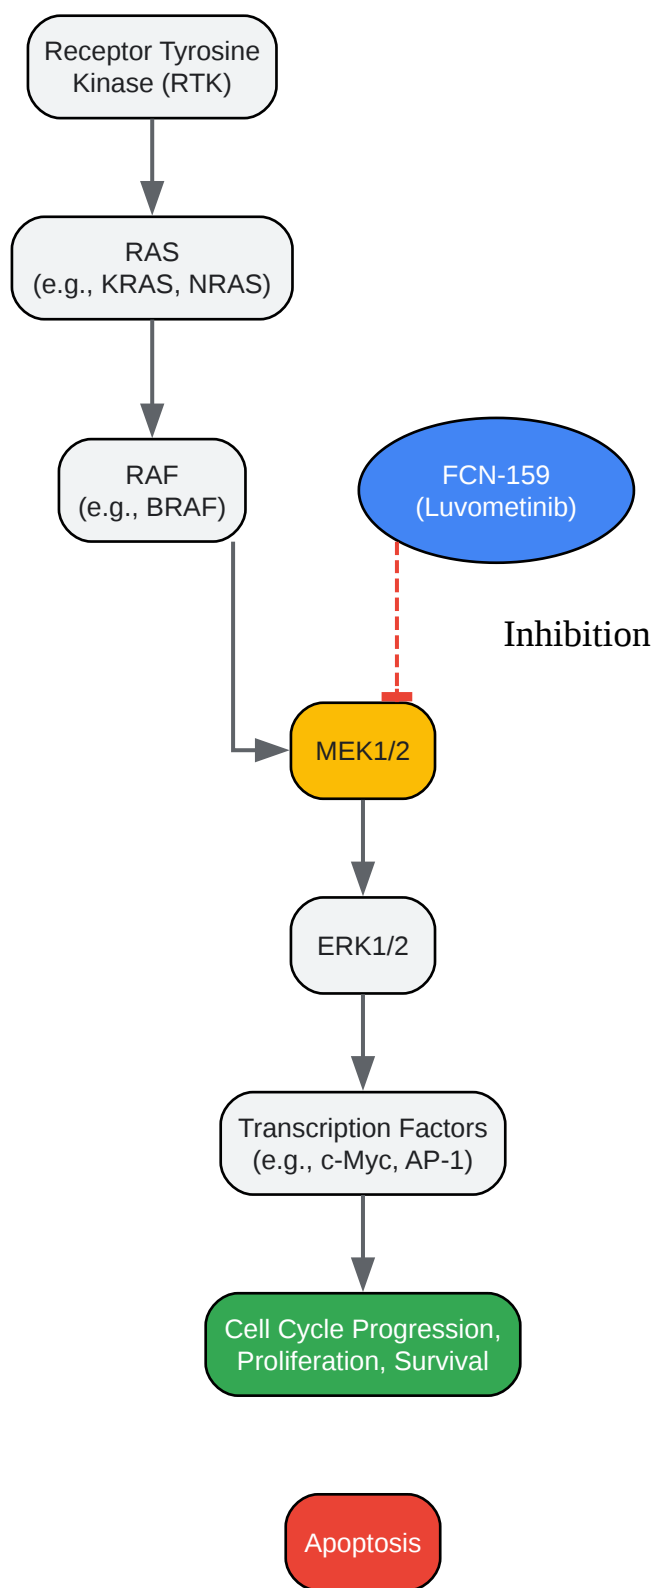 Receptor Tyrosine
Kinase (RTK)
RAS
(e.g., KRAS, NRAS)
RAF
(e.g., BRAF)
FCN-159
(Luvometinib)
Inhibition
MEK1/2
ERK1/2
Transcription Factors
(e.g., c-Myc, AP-1)
Cell Cycle Progression,
Proliferation, Survival
Apoptosis